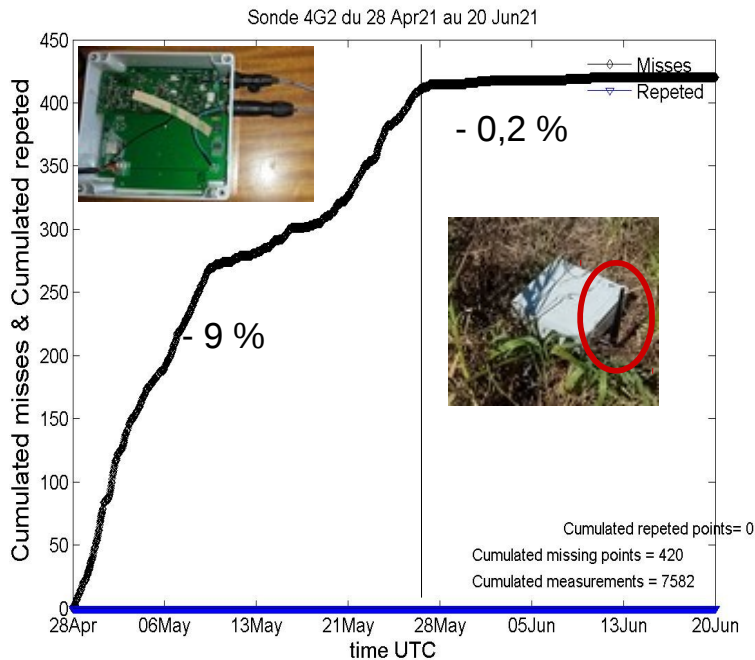 Sonde 4G2 du 28 Apr21 au 20 Jun21
Cumulated misses & Cumulated repeted
450
400
350
300
250
200
150
100
50
0
Misses
Repeted
- 0,2 %
- 9 %
Cumulated repeted points= 0
Cumulated missing points = 420
Cumulated measurements = 7582
28Apr 06May 13May 21May 28May 05Jun 13Jun 20Jun
time UTC